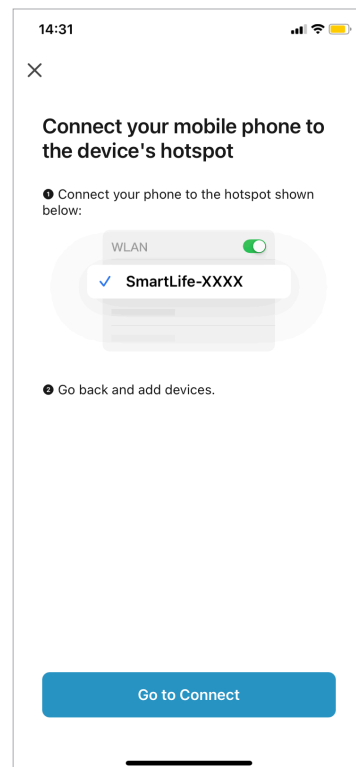 14:31
Connect your mobile phone to
the device's hotspot
❶ Connect your phone to the hotspot shown
below:
WLAN
SmartLife-XXXX
❷ Go back and add devices.
Go to Connect